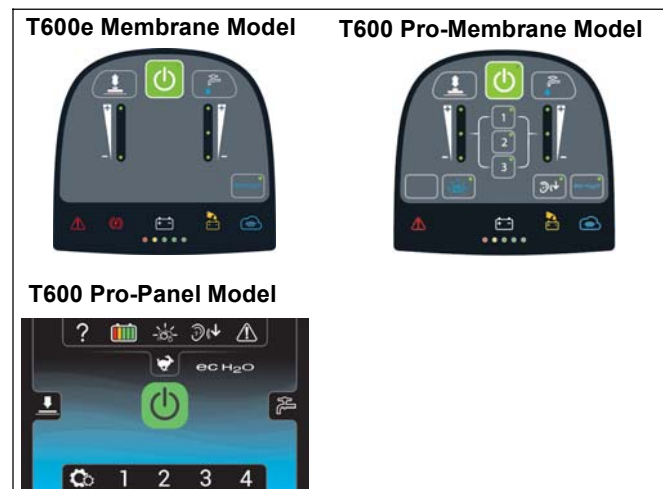 T600e Membrane Model
T600 Pro-Membrane Model
+ +
- -
+ 1 +
2
- 3 -
T600 Pro-Panel Model
?
ec H2O
1 2 3 4